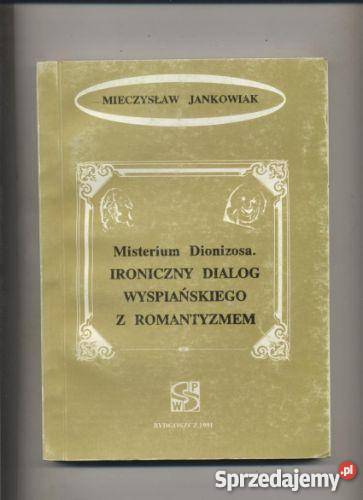 MIECZYSŁAW JANKOWIAK
Misterium Dionizosa.
IRONICZNY DIALOG
WYSPIAŃSKIEGO
Z ROMANTYZMEM
WSP
BYDGOSZCZ 1991
Sprzedajemy.pl